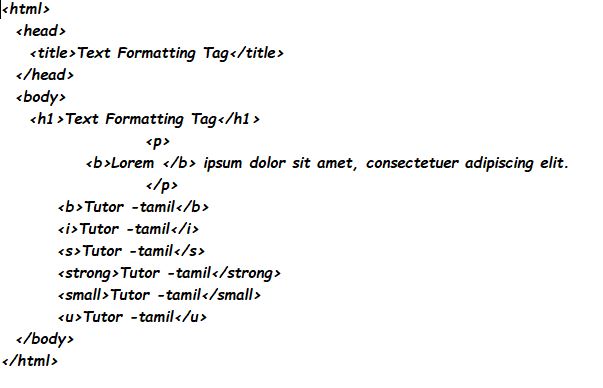 <html>
<head>
<title>Text Formatting Tag</title>
</head>
<body>
<h1>Text Formatting Tag</h1>
<p>
<b>Lorem </b> ipsum dolor sit amet, consectetuer adipiscing elit.
</p>
<b>Tutor -tamil</b>
<i>Tutor -tamil</i>
<s>Tutor -tamil</s>
<strong>Tutor -tamil</strong>
<small>Tutor -tamil</small>
<u>Tutor -tamil</u>
</body>
</html>